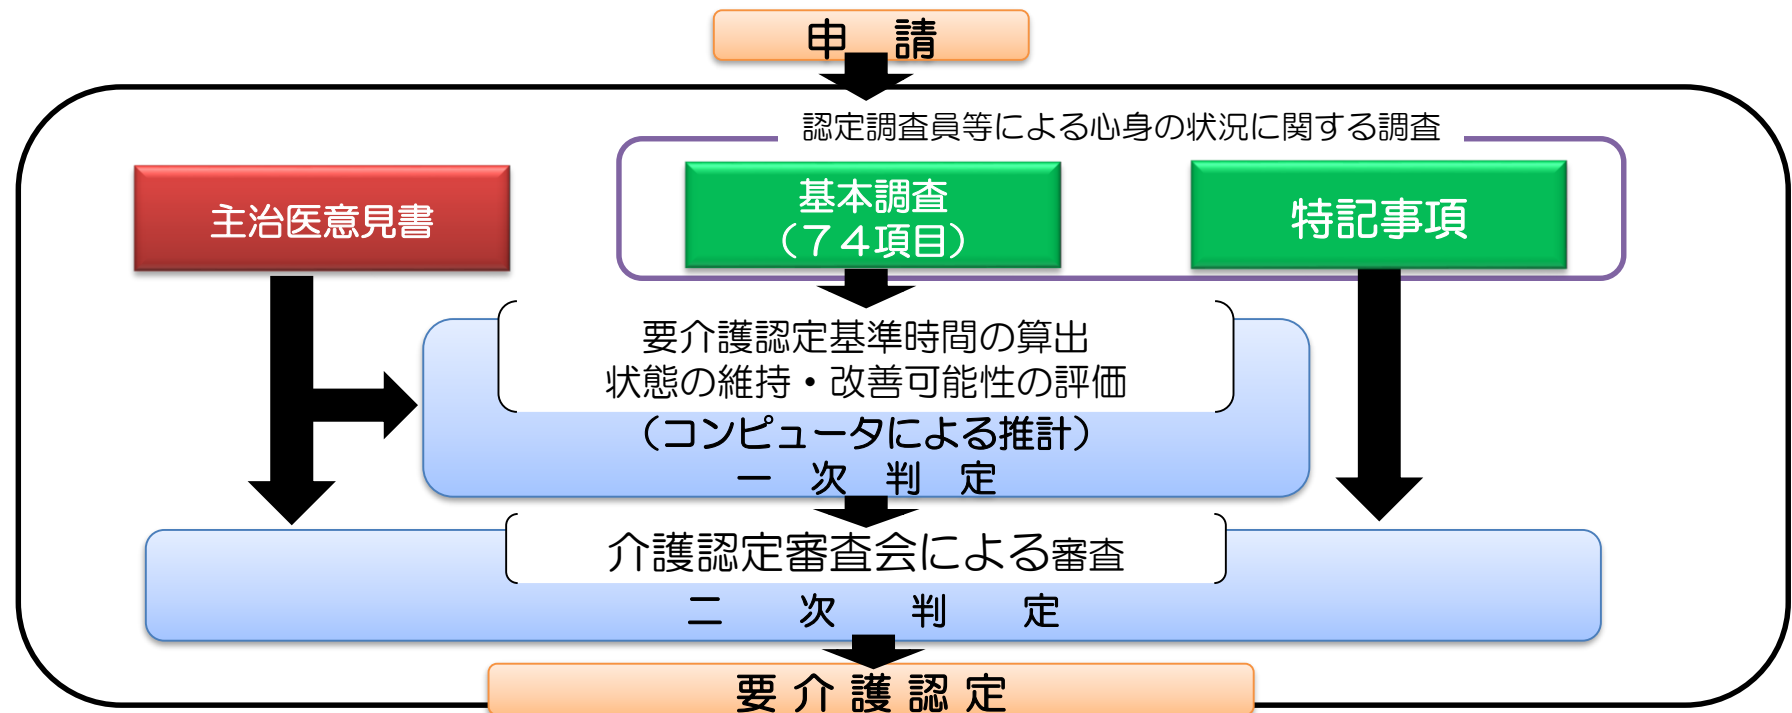 申　請
認定調査員等による心身の状況に関する調査
主治医意見書
基本調査
（７４項目）
特記事項
要介護認定基準時間の算出
状態の維持・改善可能性の評価
（コンピュータによる推計）
一　次　判　定
介護認定審査会による審査
二　　次　　判　　定
要 介 護 認 定